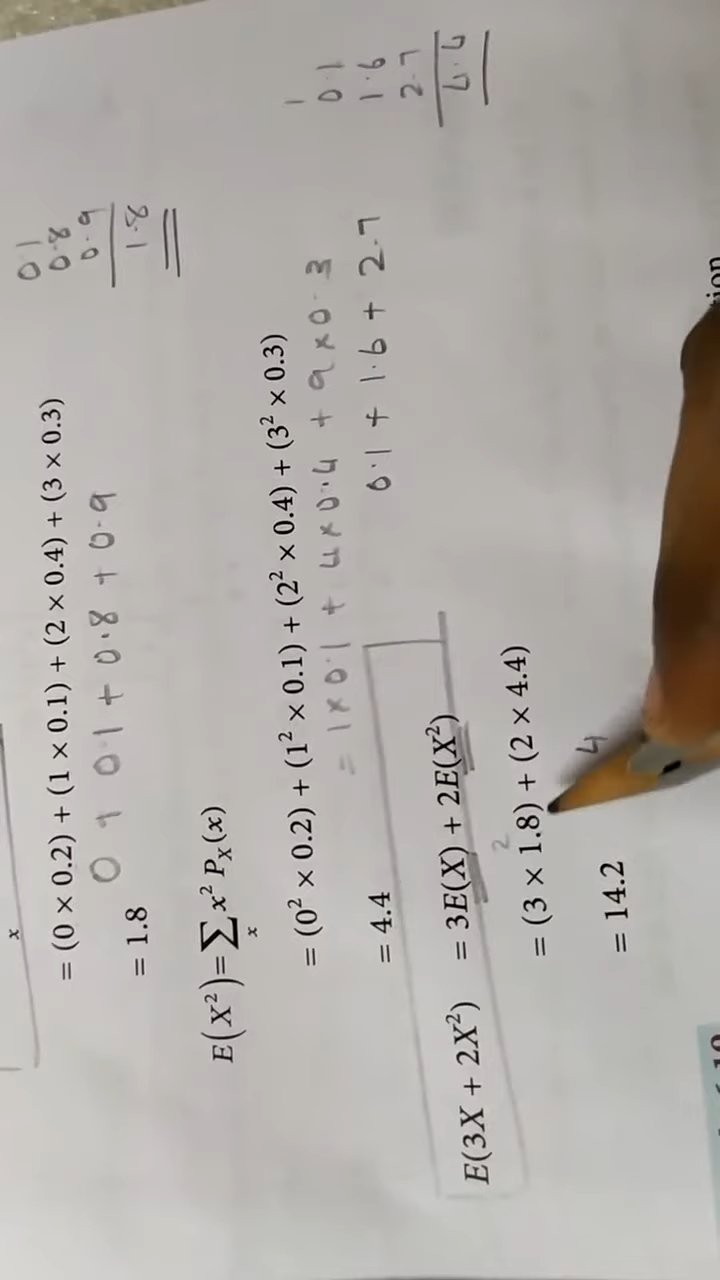 x
= (0 × 0.2) + (1 × 0.1) + (2 × 0.4) + (3 × 0.3)
0 + 0.1 + 0.8 + 0.9
0.1
0.8
0.9
1.8
= 1.8
E(X²) = ∑ x² P_X(x)
x
= (0² × 0.2) + (1² × 0.1) + (2² × 0.4) + (3² × 0.3)
= 1×0.1 + 4×0.4 + 9×0.3
0.1 + 1.6 + 2.7
1
0.1
1.6
2.7
4.4
= 4.4
E(3X + 2X²) = 3E(X) + 2E(X²)
2
= (3 × 1.8) + (2 × 4.4)
4
= 14.2